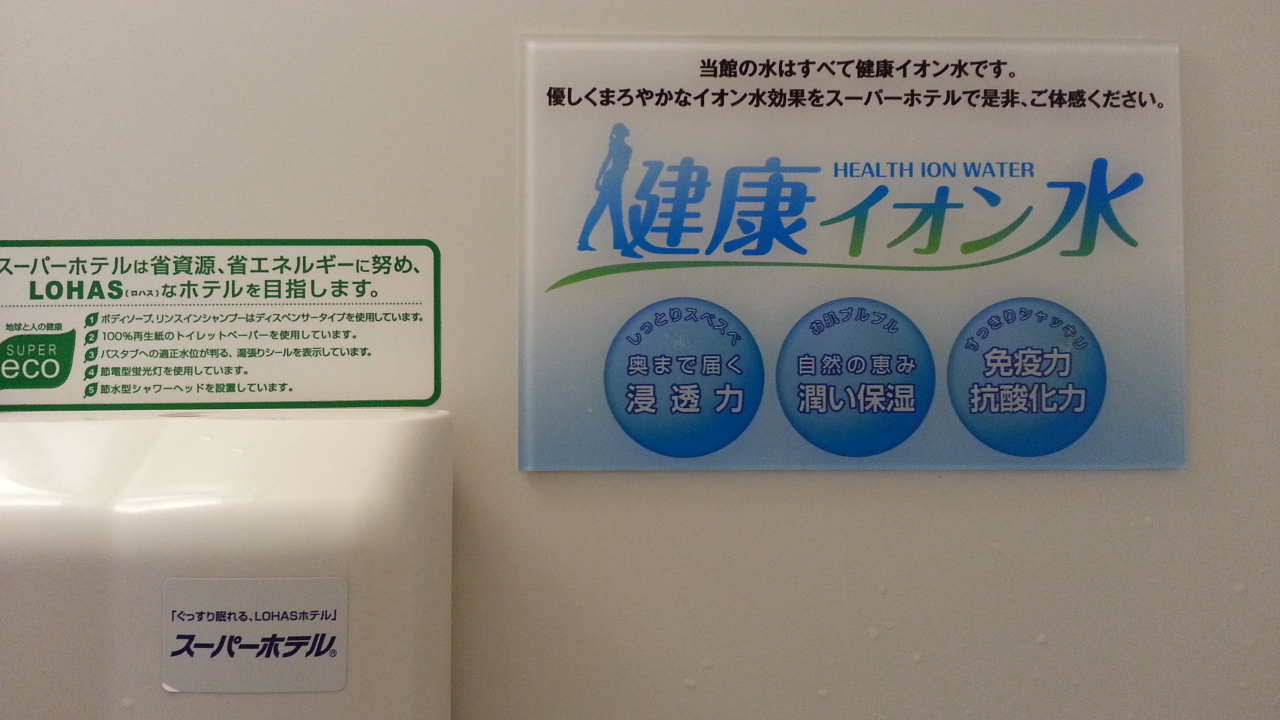 スーパーホテルは省資源、省エネルギーに努め、
LOHAS(ロハス)なホテルを目指します。
地球と人の健康
SUPER
eco
1 ボディソープ、リンスインシャンプーはディスペンサータイプを使用しています。
2 100%再生紙のトイレットペーパーを使用しています。
3 バスタブへの適正水位が判る、湯張りシールを表示しています。
4 節電型蛍光灯を使用しています。
5 節水型シャワーヘッドを設置しています。
「ぐっすり眠れる、LOHASホテル」
スーパーホテル®
当館の水はすべて健康イオン水です。
優しくまろやかなイオン水効果をスーパーホテルで是非、ご体感ください。
HEALTH ION WATER
健康イオン水
しっとりスベスベ
奥まで届く
浸透力
お肌プルプル
自然の恵み
潤い保湿
すっきりシャッキリ
免疫力
抗酸化力